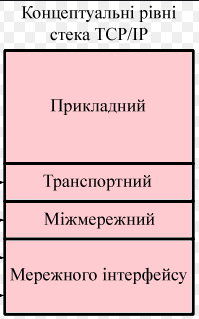 Концептуальні рівні
стека TCP/IP
Прикладний
Транспортний
Міжмережний
Мережного інтерфейсу